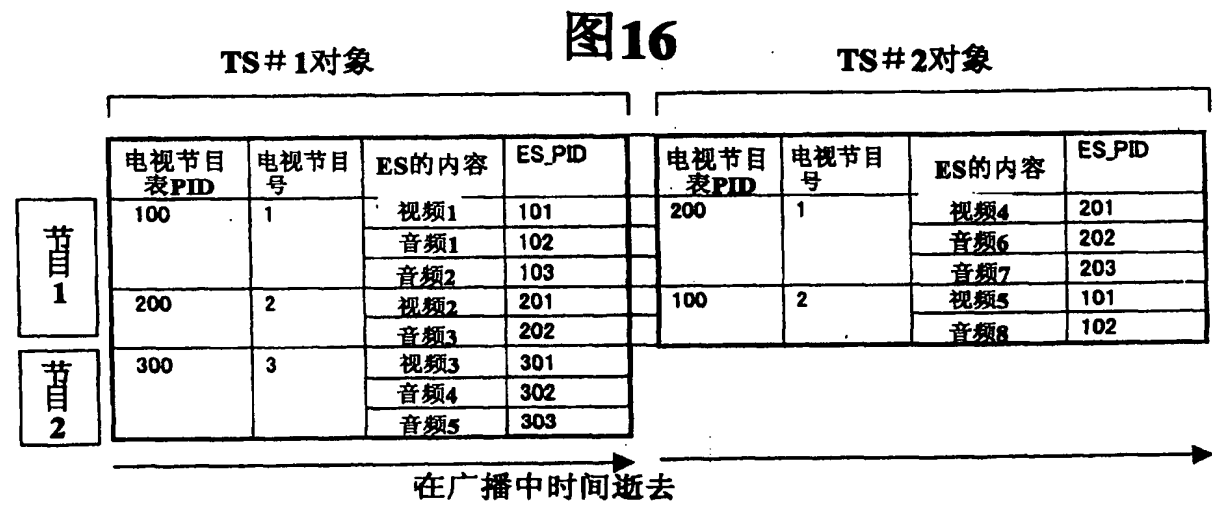 图16
TS#1对象
TS#2对象
电视节目表PID 电视节目号 ES的内容 ES_PID
电视节目表PID 电视节目号 ES的内容 ES_PID
节目1
100 1 视频1 101
200 1 视频4 201
音频1 102
音频6 202
音频2 103
音频7 203
200 2 视频2 201
100 2 视频5 101
音频3 202
音频8 102
节目2
300 3 视频3 301
音频4 302
音频5 303
在广播中时间逝去